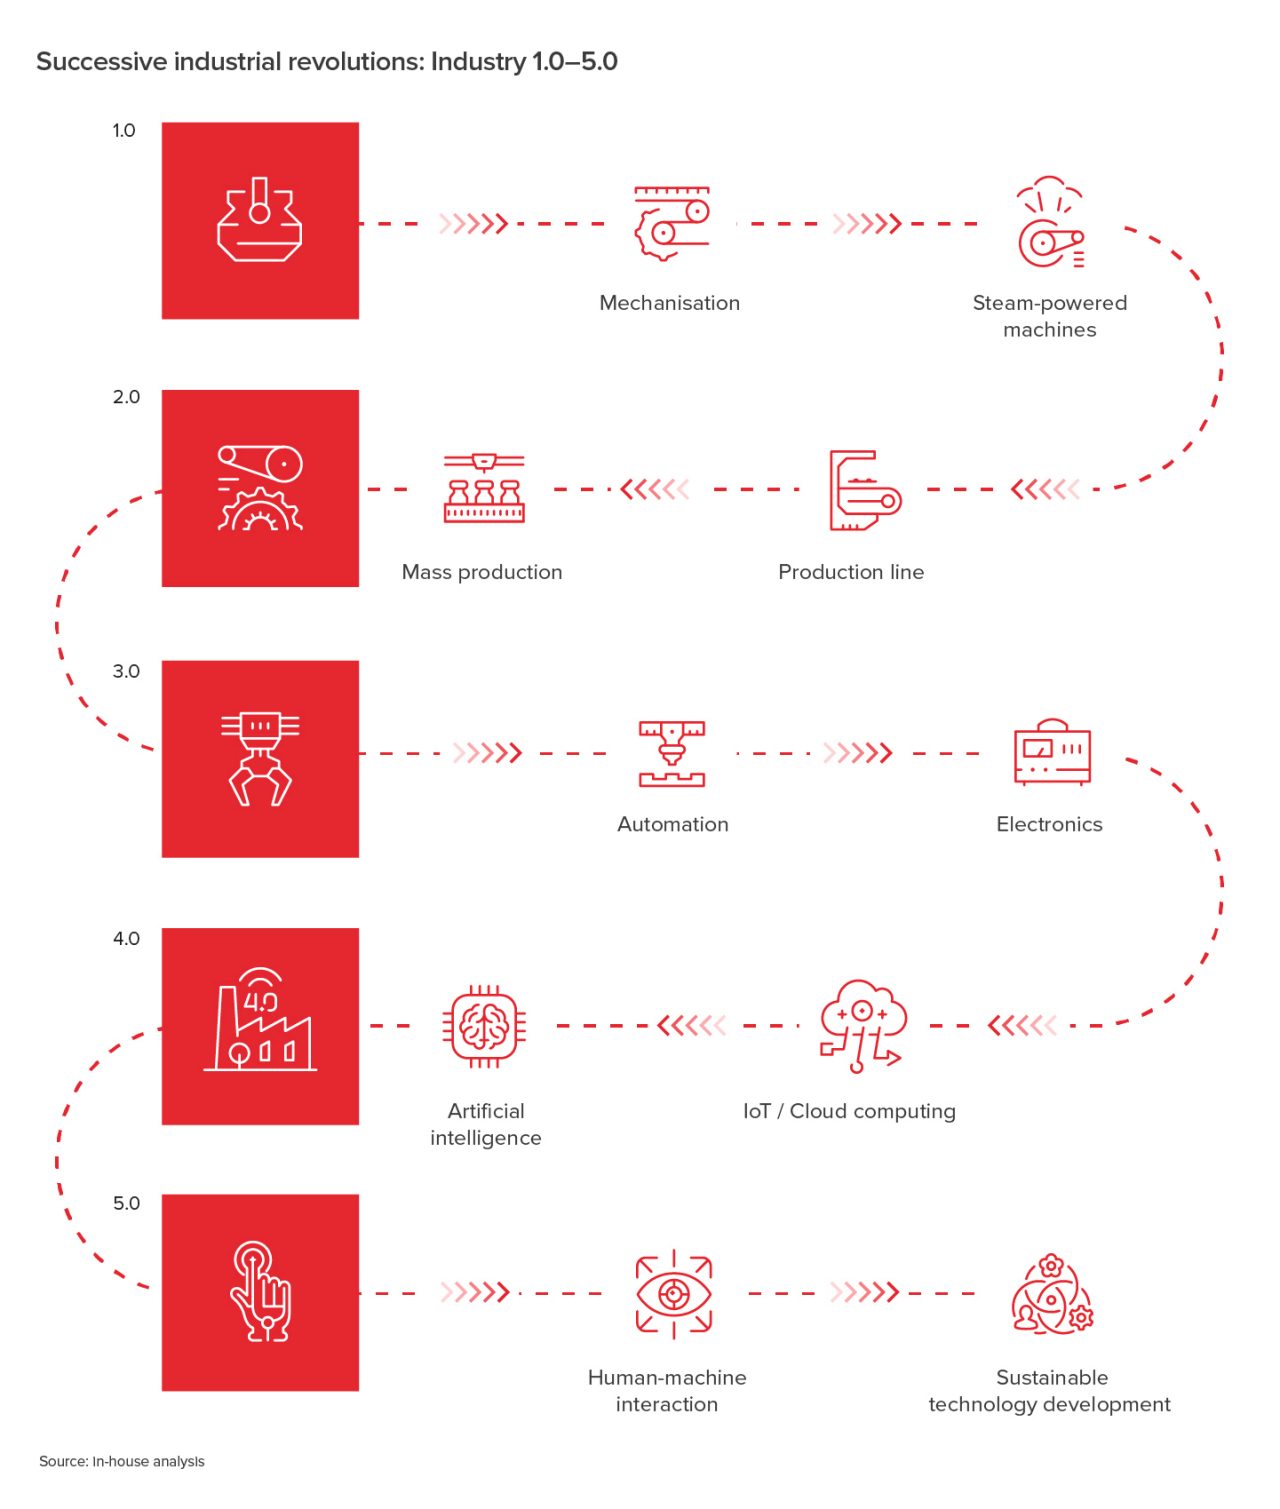 Successive industrial revolutions: Industry 1.0–5.0
1.0
Mechanisation
Steam-powered
machines
2.0
Mass production
Production line
3.0
Automation
Electronics
4.0
4.0
Artificial
intelligence
IoT / Cloud computing
5.0
Human-machine
interaction
Sustainable
technology development
Source: In-house analysis